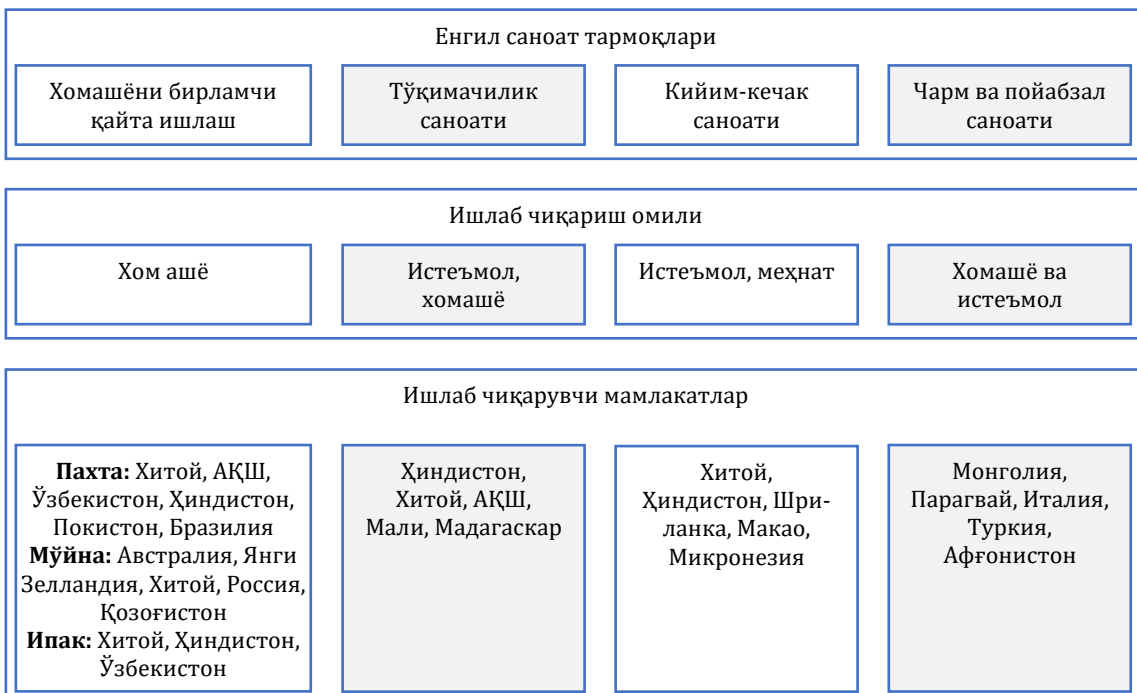 Енгил саноат тармоқлари
Хомашёни бирламчи
қайта ишлаш
Тўқимачилик
саноати
Кийим-кечак
саноати
Чарм ва пойабзал
саноати
Ишлаб чиқариш омили
Хом ашё
Истеъмол,
хомашё
Истеъмол, меҳнат
Хомашё ва
истеъмол
Ишлаб чиқарувчи мамлакатлар
Пахта: Хитой, АҚШ,
Ўзбекистон, Ҳиндистон,
Покистон, Бразилия
Мўйна: Австралия, Янги
Зелландия, Хитой, Россия,
Қозоғистон
Ипак: Хитой, Ҳиндистон,
Ўзбекистон
Ҳиндистон,
Хитой, АҚШ,
Мали, Мадагаскар
Хитой,
Ҳиндистон, Шри-
ланка, Макао,
Микронезия
Монголия,
Парагвай, Италия,
Туркия,
Афғонистон